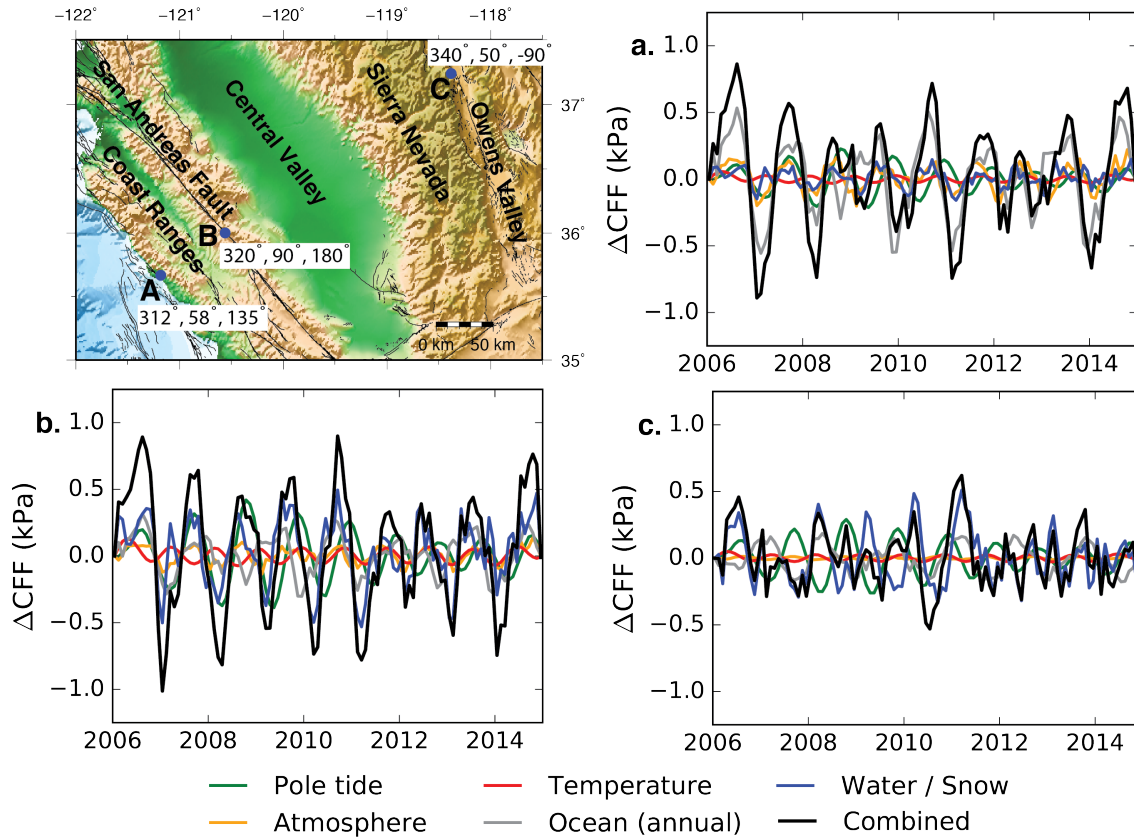 -122 -121 -120 -119 -118
340°, 50°, -90°
C
San Andreas Fault
Central Valley
Sierra Nevada
Owens Valley
Coast Ranges
37°
B
36°
320°, 90°, 180°
A
312°, 58°, 135°
0 km 50 km
35°
a.
ΔCFF (kPa)
1.0
0.5
0.0
−0.5
−1.0
2006 2008 2010 2012 2014
b.
ΔCFF (kPa)
1.0
0.5
0.0
−0.5
−1.0
2006 2008 2010 2012 2014
c.
ΔCFF (kPa)
1.0
0.5
0.0
−0.5
−1.0
2006 2008 2010 2012 2014
Pole tide Temperature Water / Snow
Atmosphere Ocean (annual) Combined